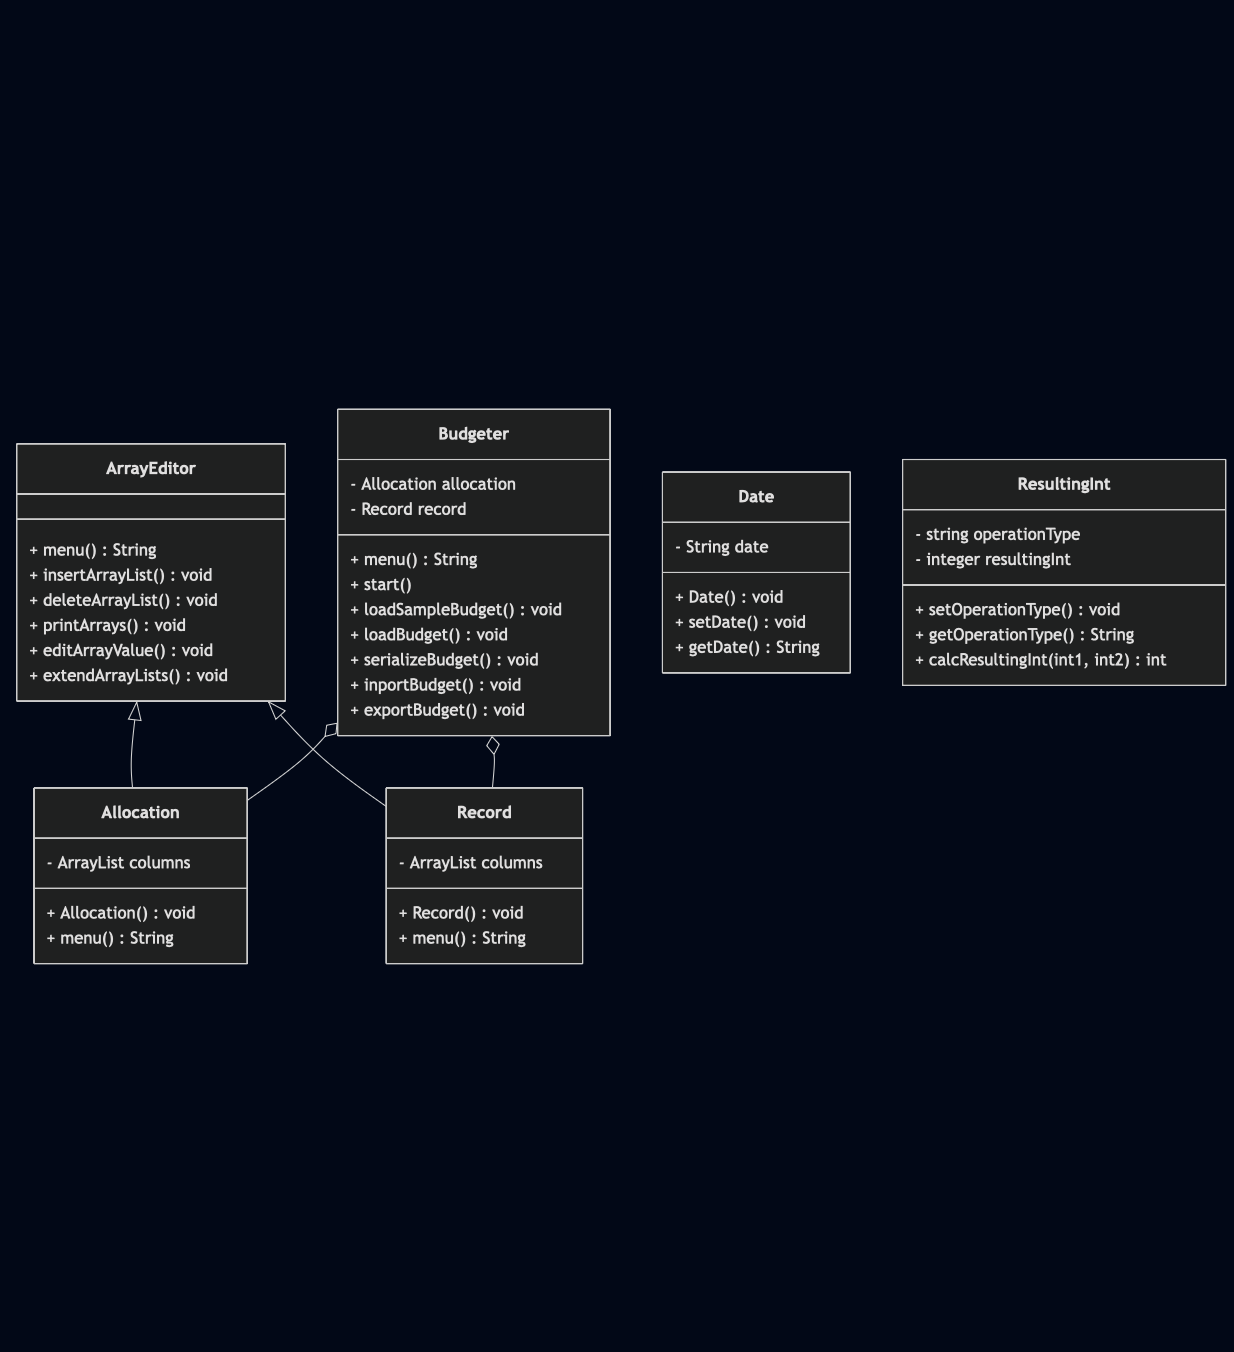 ArrayEditor
+ menu() : String
+ insertArrayList() : void
+ deleteArrayList() : void
+ printArrays() : void
+ editArrayValue() : void
+ extendArrayLists() : void
Budgeter
- Allocation allocation
- Record record
+ menu() : String
+ start()
+ loadSampleBudget() : void
+ loadBudget() : void
+ serializeBudget() : void
+ inportBudget() : void
+ exportBudget() : void
Date
- String date
+ Date() : void
+ setDate() : void
+ getDate() : String
ResultingInt
- string operationType
- integer resultingInt
+ setOperationType() : void
+ getOperationType() : String
+ calcResultingInt(int1, int2) : int
Allocation
- ArrayList columns
+ Allocation() : void
+ menu() : String
Record
- ArrayList columns
+ Record() : void
+ menu() : String